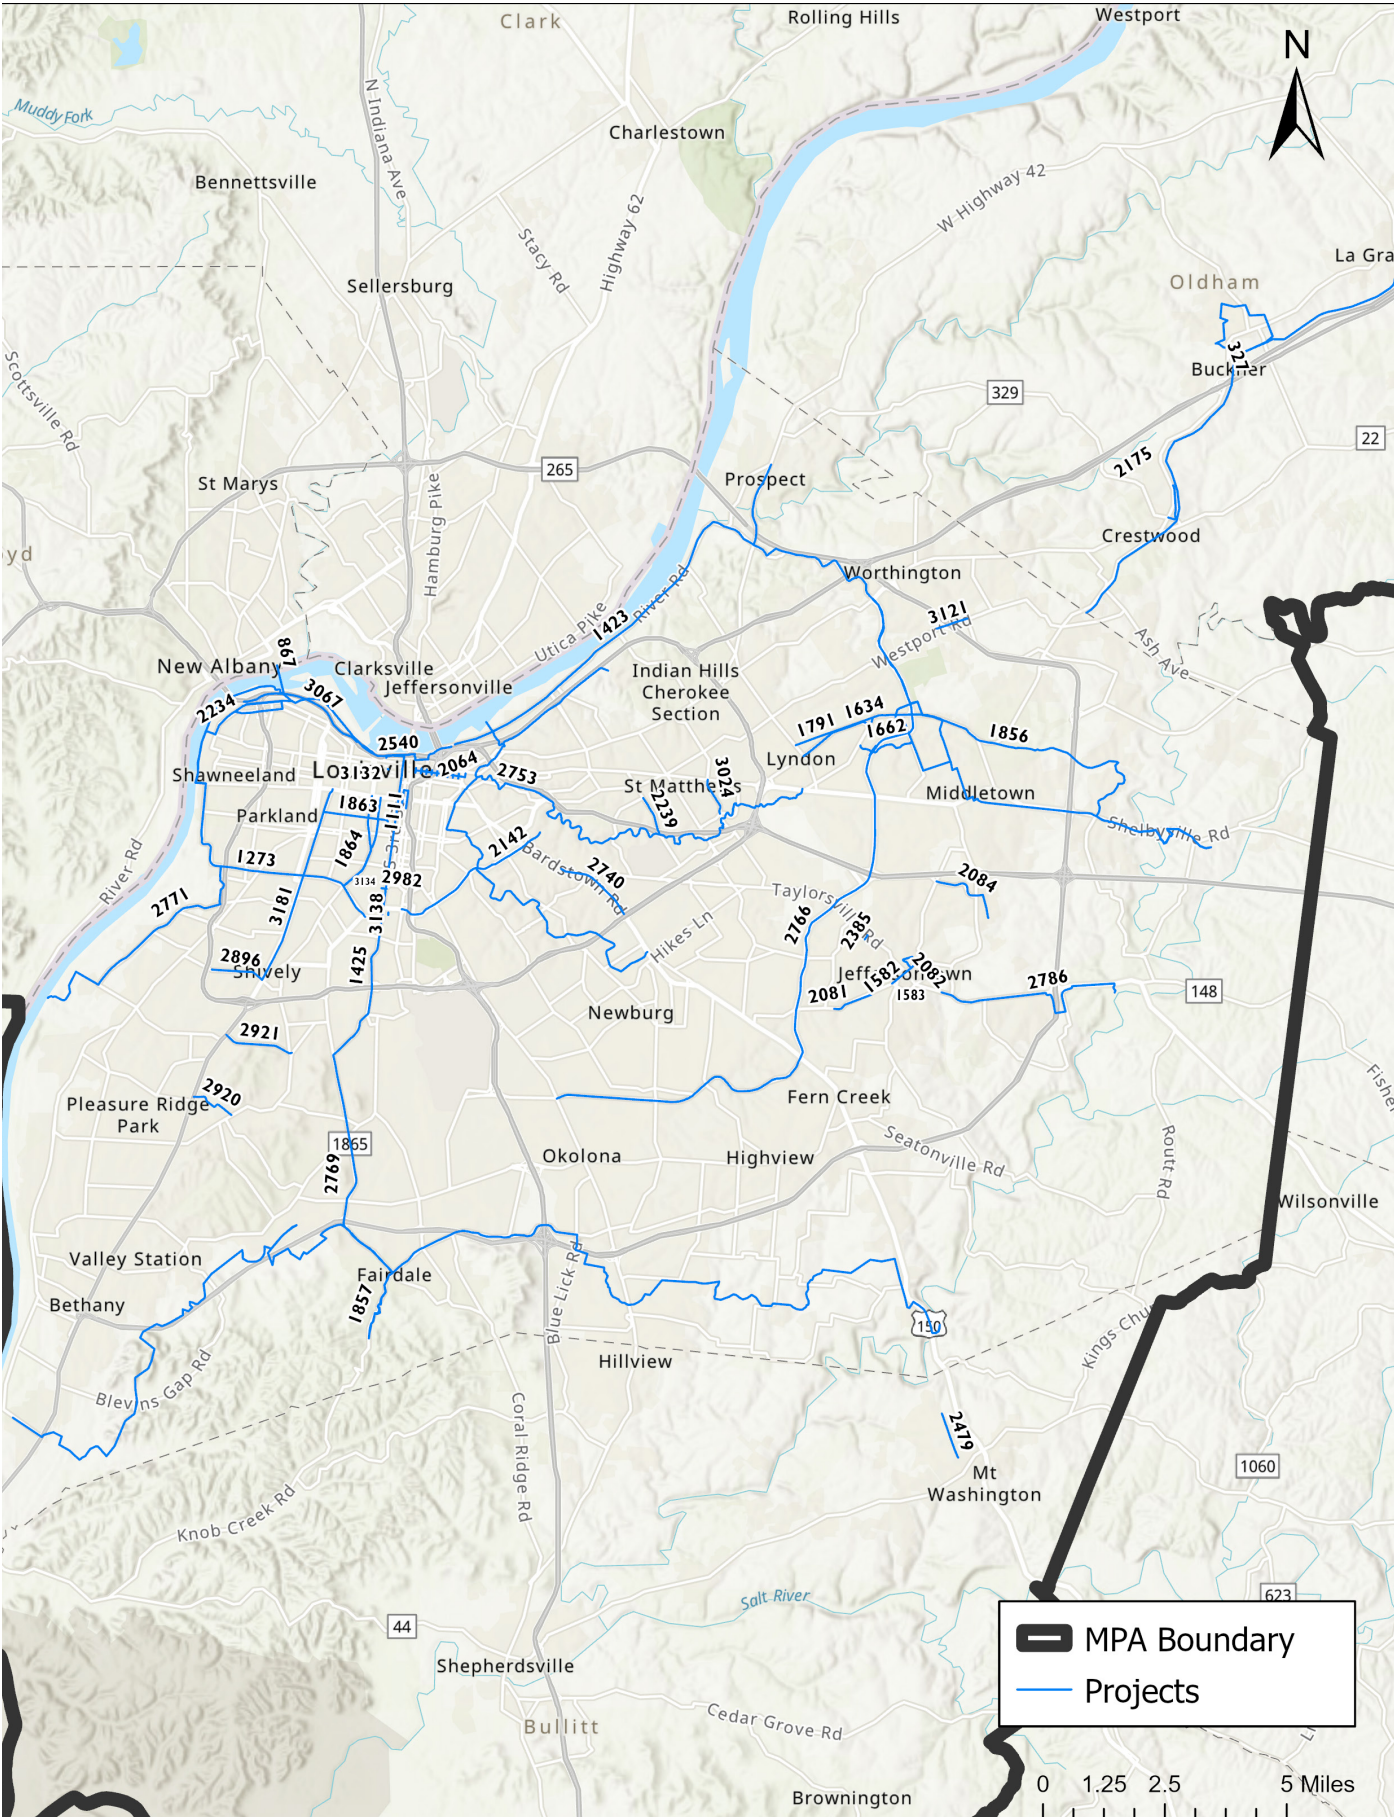 Clark
Rolling Hills
Westport
N
Muddy Fork
N Indiana Ave
Charlestown
Bennettsville
W Highway 42
Highway 62
Stacy Rd
La Gra
Oldham
Sellersburg
327
Buckner
Scottsville Rd
329
22
2175
265
Prospect
St Marys
Hamburg Pike
Crestwood
oyd
Worthington
River Rd
3121
Westport Rd
1423
Utica Pike
Ash Ave
867
New Albany
Clarksville
Jeffersonville
Indian Hills
Cherokee
Section
3067
2234
1791
1634
1662
1856
2540
2064
Lyndon
Shawneeland
Louisville
3132
2753
3024
St Matthews
2239
Middletown
1863
1111
Parkland
S 3rd
1864
2142
Shelbyville Rd
1273
Bardstown Rd
2740
3134
2982
2084
River Rd
2771
3181
3138
Taylorsville Rd
2766
2385
Hikes Ln
2896
Shively
1425
Jeffersontown
1582
2082
2081
1583
2786
148
Newburg
2921
2920
Pleasure Ridge
Park
Fern Creek
Fisher
1865
2769
Okolona
Highview
Seatonville Rd
Routt Rd
Wilsonville
Valley Station
Fairdale
Blue Lick Rd
Bethany
1857
150
Kings Chu
Hillview
Blevins Gap Rd
Coral Ridge Rd
2479
Mt
Washington
1060
Knob Creek Rd
Salt River
623
44
MPA Boundary
Shepherdsville
Projects
Bullitt
Cedar Grove Rd
0 1.25 2.5 5 Miles
Brownington